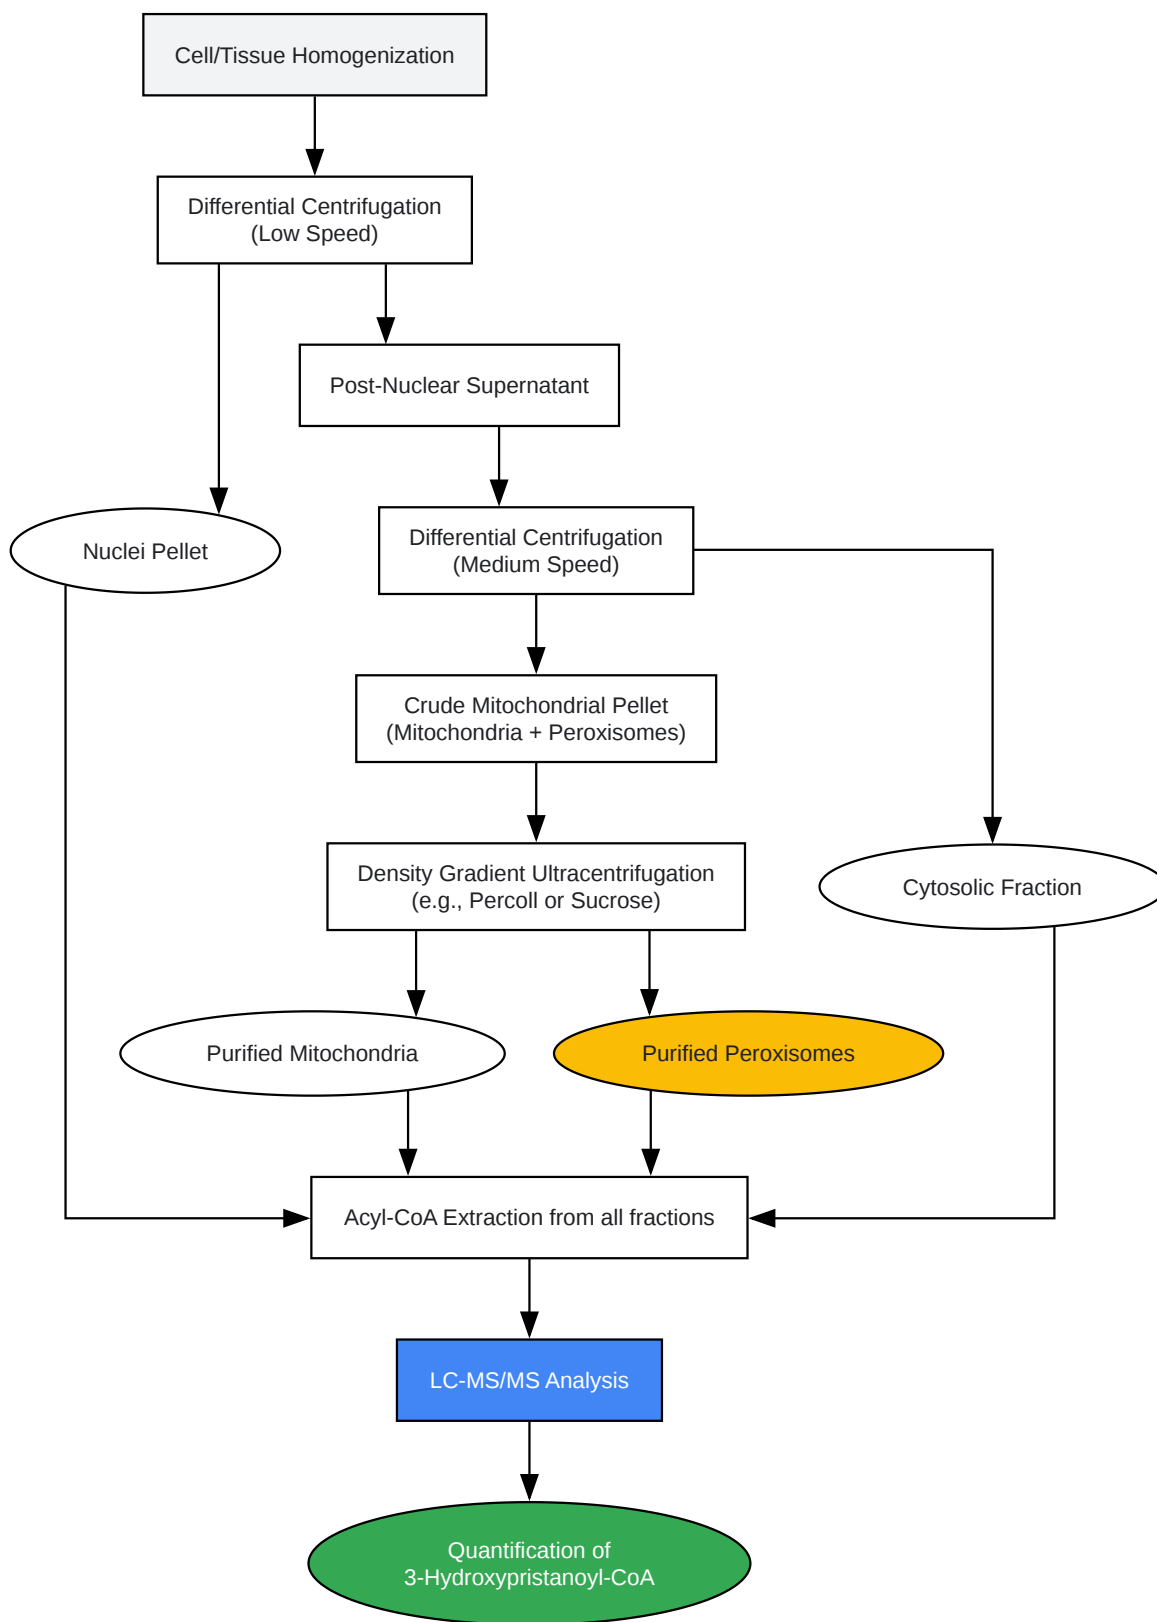 Cell/Tissue Homogenization
Differential Centrifugation
(Low Speed)
Post-Nuclear Supernatant
Nuclei Pellet
Differential Centrifugation
(Medium Speed)
Crude Mitochondrial Pellet
(Mitochondria + Peroxisomes)
Density Gradient Ultracentrifugation
(e.g., Percoll or Sucrose)
Cytosolic Fraction
Purified Mitochondria
Purified Peroxisomes
Acyl-CoA Extraction from all fractions
LC-MS/MS Analysis
Quantification of
3-Hydroxypristanoyl-CoA